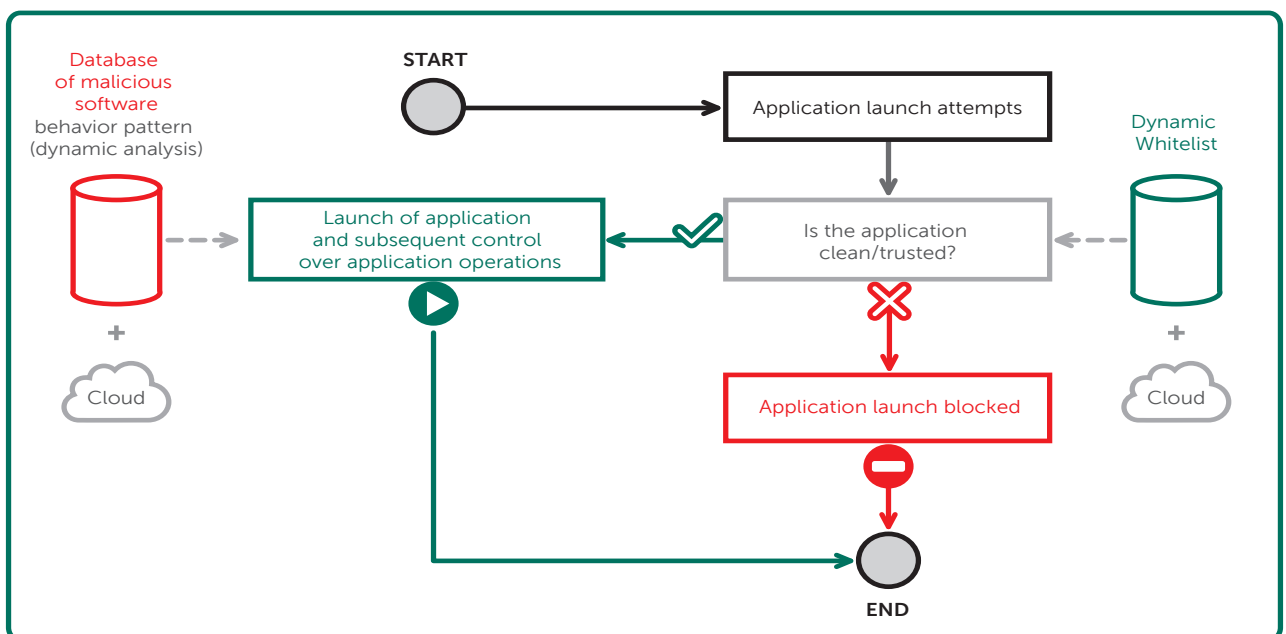 Database
of malicious
software
behavior pattern
(dynamic analysis)
START
Application launch attempts
Dynamic
Whitelist
Launch of application
and subsequent control
over application operations
Is the application
clean/trusted?
+
Cloud
+
Cloud
Application launch blocked
END